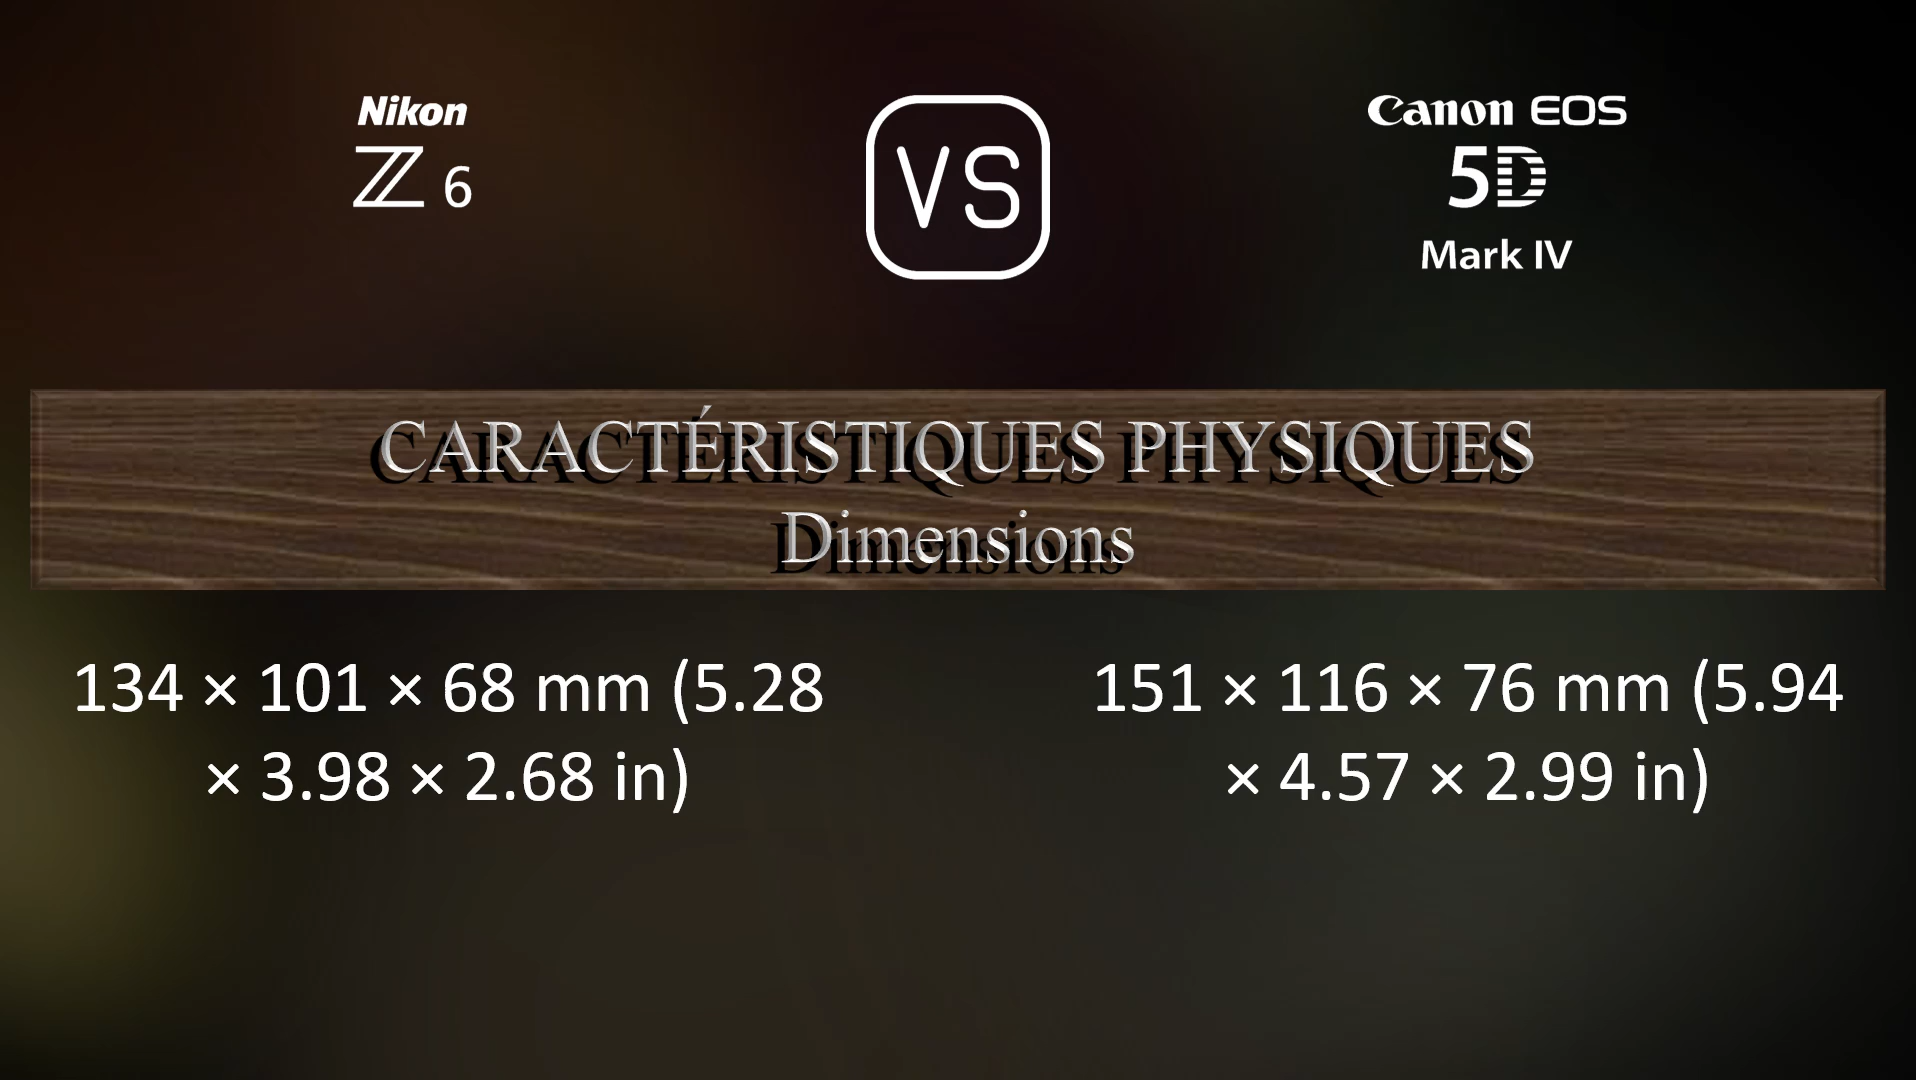 Nikon
Z 6
VS
Canon EOS
5D
Mark IV
CARACTÉRISTIQUES PHYSIQUES
Dimensions
134 × 101 × 68 mm (5.28
× 3.98 × 2.68 in)
151 × 116 × 76 mm (5.94
× 4.57 × 2.99 in)